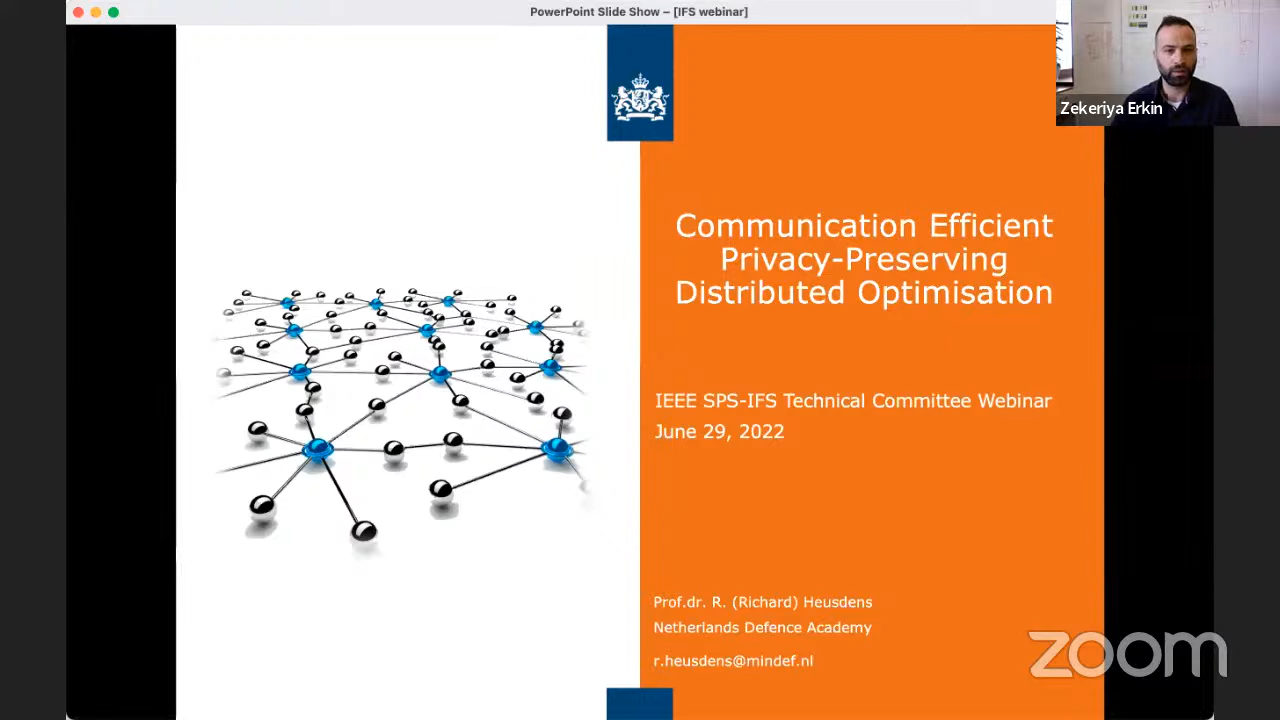 PowerPoint Slide Show – [IFS webinar]
Zekeriya Erkin
Communication Efficient
Privacy-Preserving
Distributed Optimisation
IEEE SPS-IFS Technical Committee Webinar
June 29, 2022
Prof.dr. R. (Richard) Heusdens
Netherlands Defence Academy
r.heusdens@mindef.nl
zoom